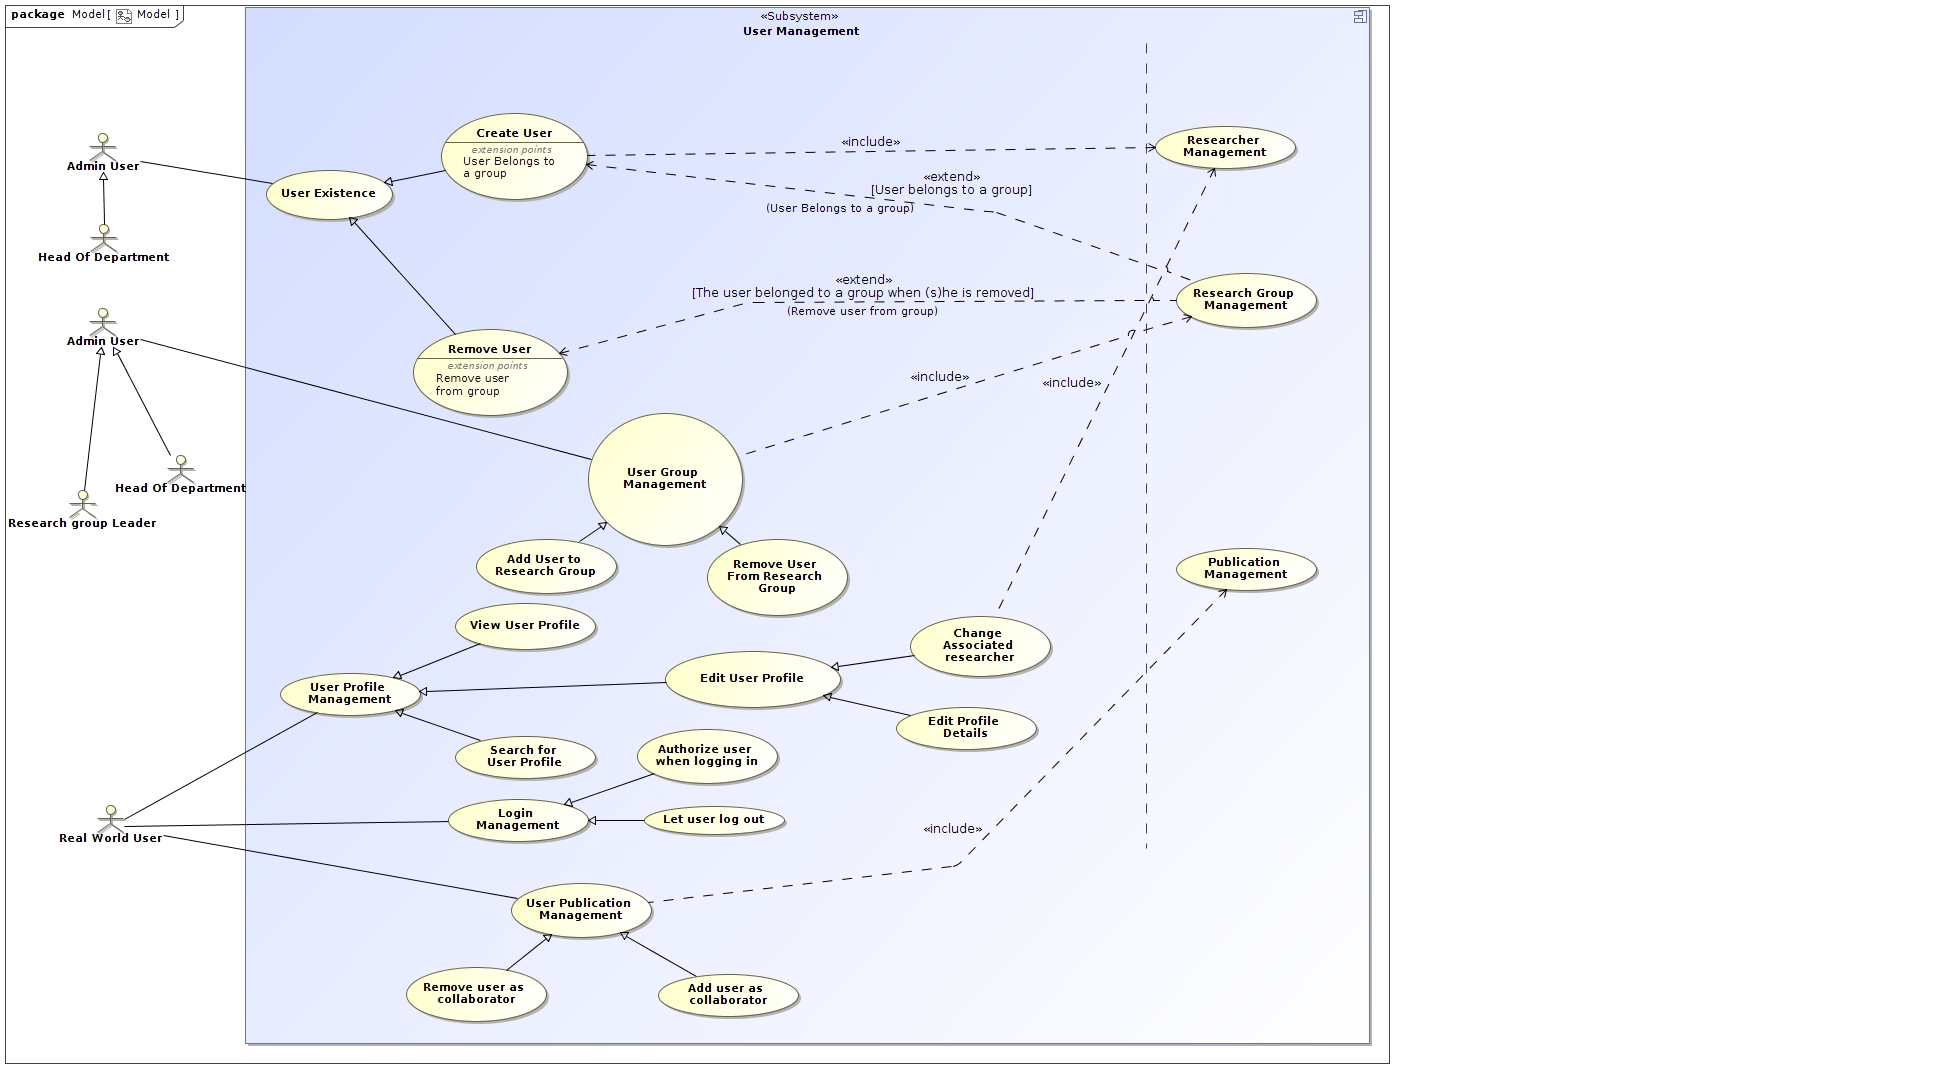 package Model[ Model ]
«Subsystem»
User Management
Admin User
Head Of Department
Admin User
Head Of Department
Research group Leader
Real World User
Create User
extension points
User Belongs to
a group
User Existence
«include»
Researcher
Management
«extend»
[User belongs to a group]
(User Belongs to a group)
«extend»
[The user belonged to a group when (s)he is removed]
(Remove user from group)
Research Group
Management
Remove User
extension points
Remove user
from group
«include»
«include»
User Group
Management
Add User to
Research Group
Remove User
From Research
Group
Publication
Management
View User Profile
Change
Associated
researcher
User Profile
Management
Edit User Profile
Edit Profile
Details
Search for
User Profile
Authorize user
when logging in
Login
Management
Let user log out
«include»
User Publication
Management
Remove user as
collaborator
Add user as
collaborator